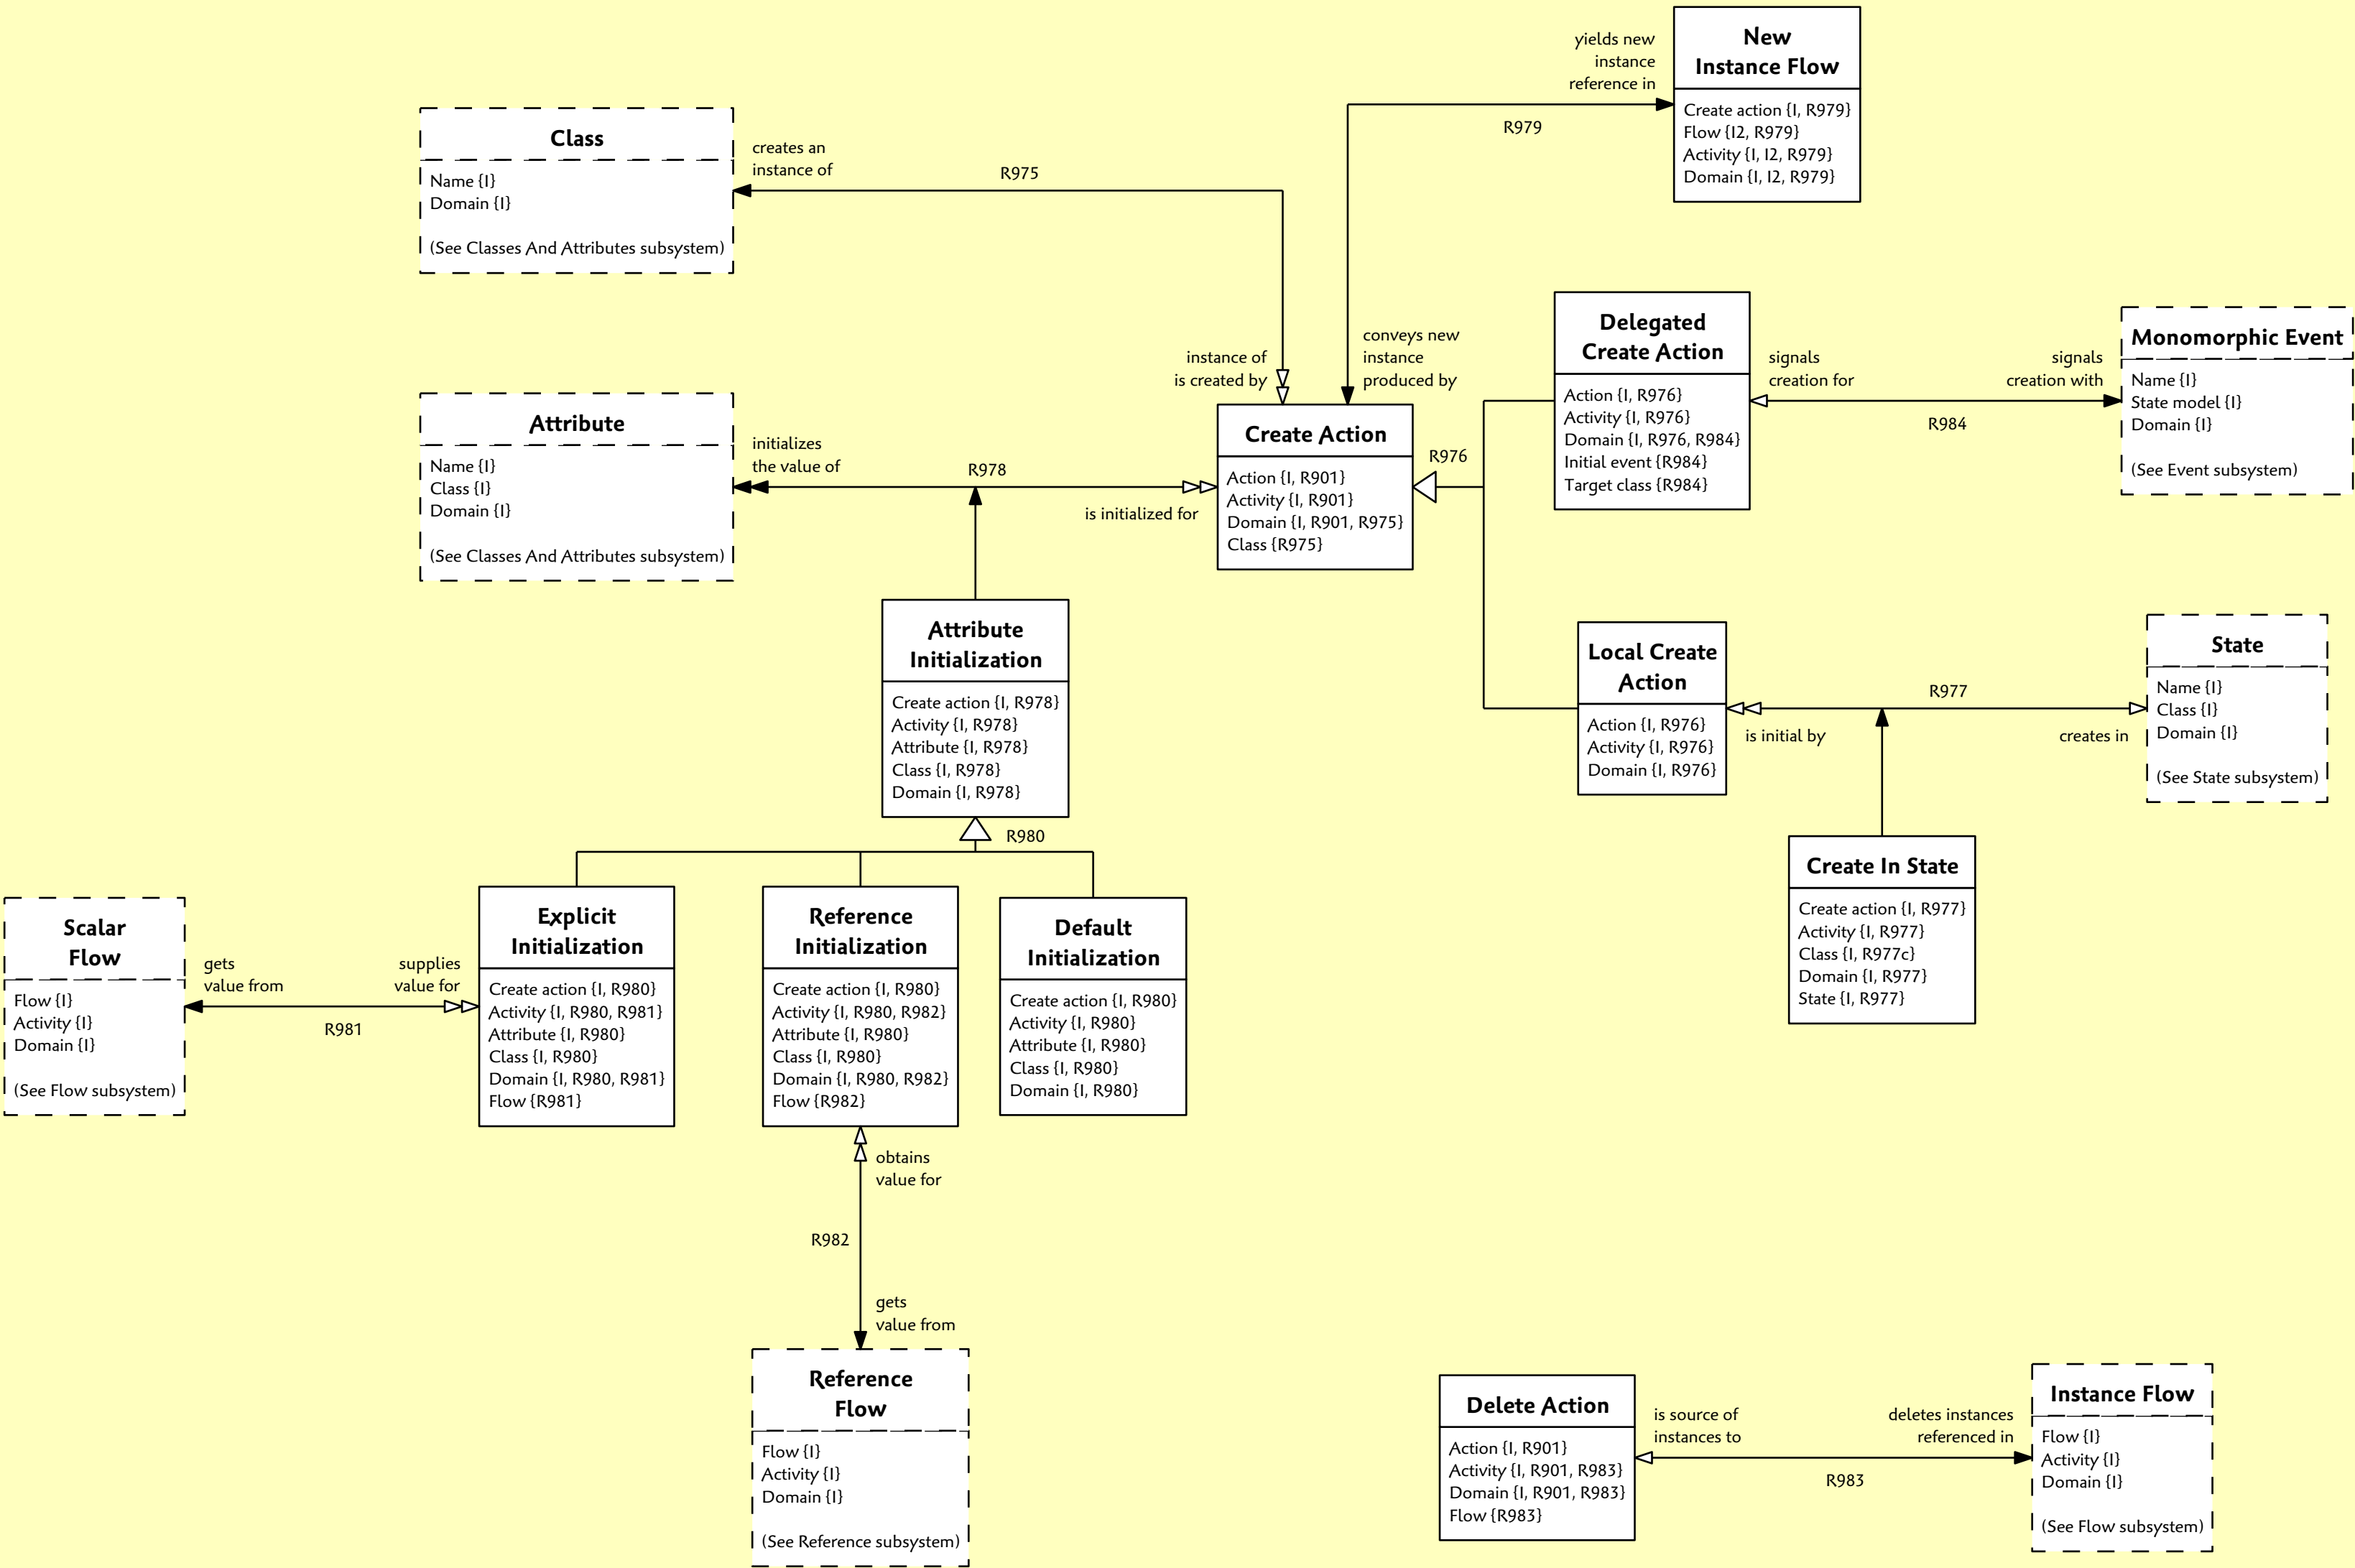 New
Instance Flow
Create action {I, R979}
Flow {I2, R979}
Activity {I, I2, R979}
Domain {I, I2, R979}
yields new
instance
reference in
R979
Class
Name {I}
Domain {I}
(See Classes And Attributes subsystem)
creates an
instance of
R975
instance of
is created by
conveys new
instance
produced by
Delegated
Create Action
Action {I, R976}
Activity {I, R976}
Domain {I, R976, R984}
Initial event {R984}
Target class {R984}
signals
creation for
signals
creation with
R984
Monomorphic Event
Name {I}
State model {I}
Domain {I}
(See Event subsystem)
Attribute
Name {I}
Class {I}
Domain {I}
(See Classes And Attributes subsystem)
initializes
the value of
R978
is initialized for
Create Action
Action {I, R901}
Activity {I, R901}
Domain {I, R901, R975}
Class {R975}
R976
Attribute
Initialization
Create action {I, R978}
Activity {I, R978}
Attribute {I, R978}
Class {I, R978}
Domain {I, R978}
R980
Local Create
Action
Action {I, R976}
Activity {I, R976}
Domain {I, R976}
is initial by
R977
creates in
State
Name {I}
Class {I}
Domain {I}
(See State subsystem)
Create In State
Create action {I, R977}
Activity {I, R977}
Class {I, R977c}
Domain {I, R977}
State {I, R977}
Scalar
Flow
Flow {I}
Activity {I}
Domain {I}
(See Flow subsystem)
gets
value from
supplies
value for
R981
Explicit
Initialization
Create action {I, R980}
Activity {I, R980, R981}
Attribute {I, R980}
Class {I, R980}
Domain {I, R980, R981}
Flow {R981}
Reference
Initialization
Create action {I, R980}
Activity {I, R980, R982}
Attribute {I, R980}
Class {I, R980}
Domain {I, R980, R982}
Flow {R982}
Default
Initialization
Create action {I, R980}
Activity {I, R980}
Attribute {I, R980}
Class {I, R980}
Domain {I, R980}
obtains
value for
R982
gets
value from
Reference
Flow
Flow {I}
Activity {I}
Domain {I}
(See Reference subsystem)
Delete Action
Action {I, R901}
Activity {I, R901, R983}
Domain {I, R901, R983}
Flow {R983}
is source of
instances to
deletes instances
referenced in
R983
Instance Flow
Flow {I}
Activity {I}
Domain {I}
(See Flow subsystem)